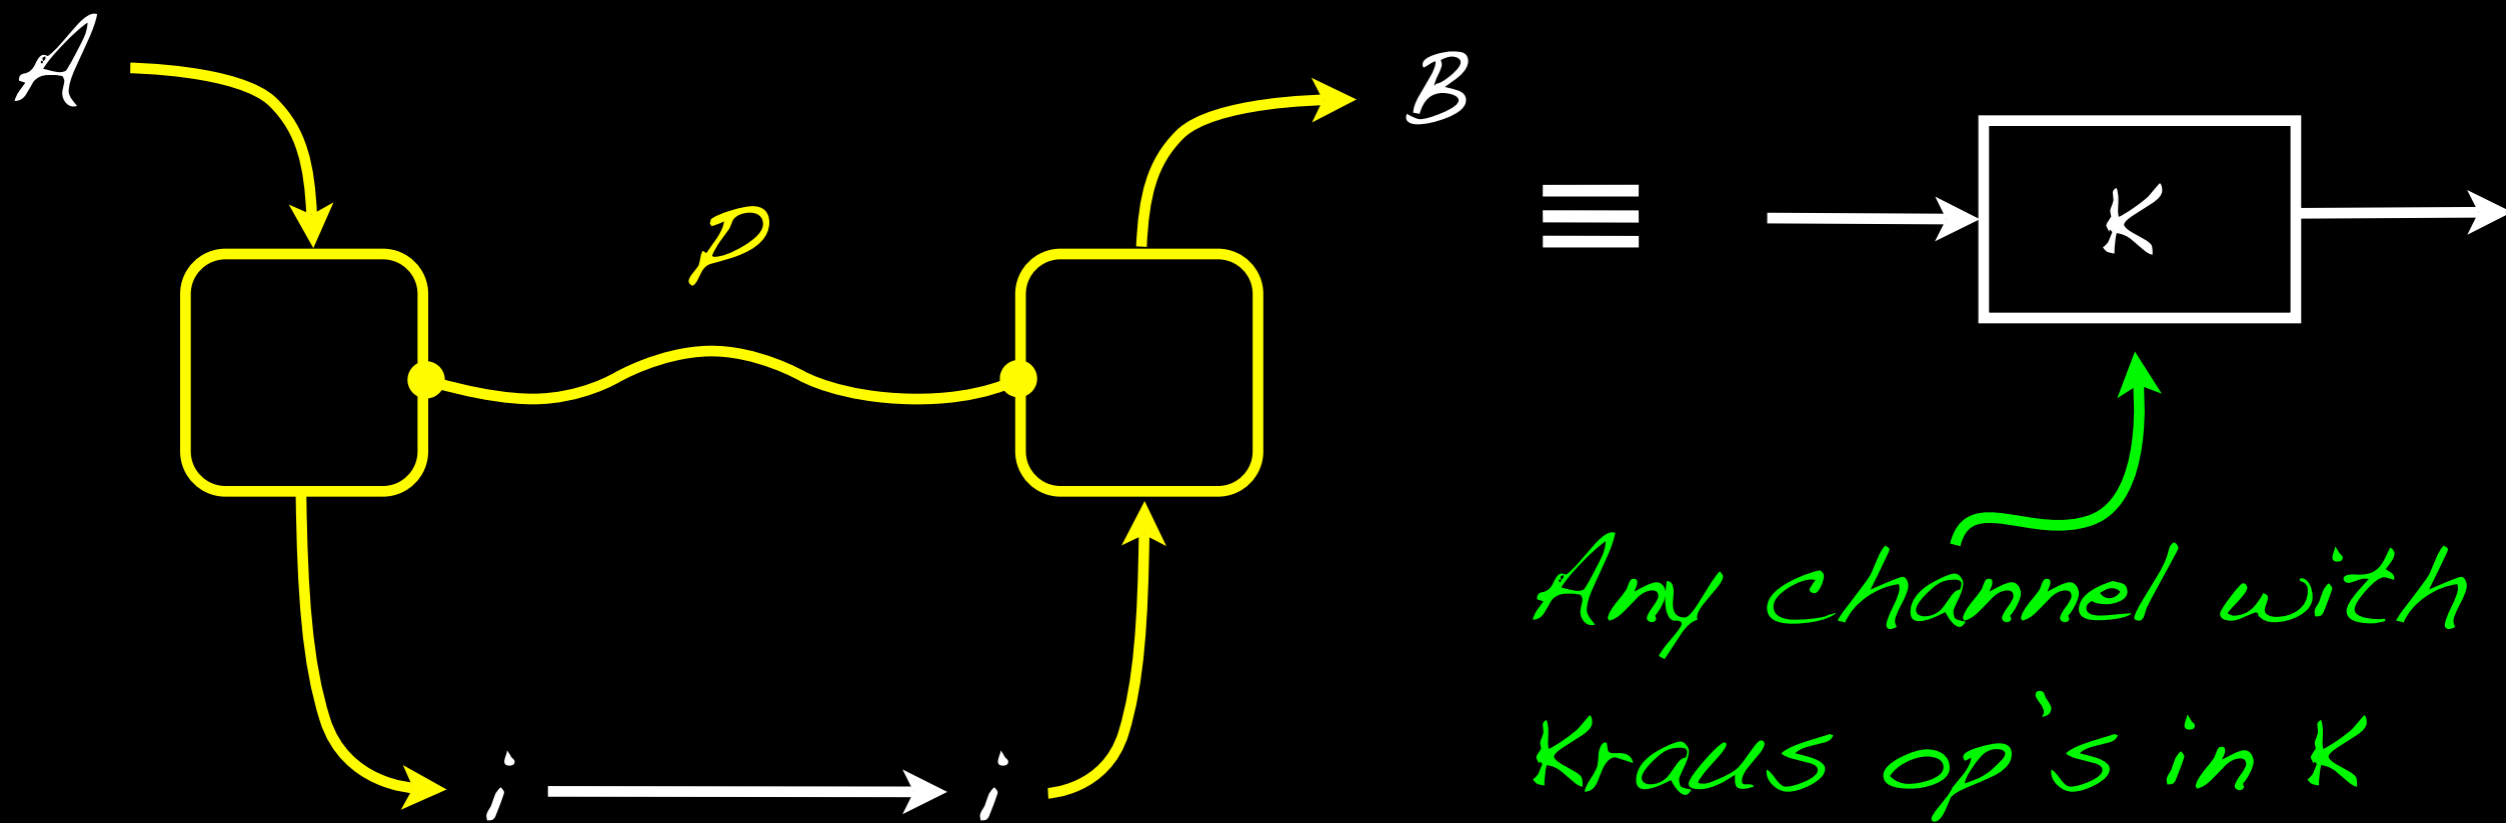 A
B
ρ
≡
K
Any channel with
Kraus op's in K
i
i